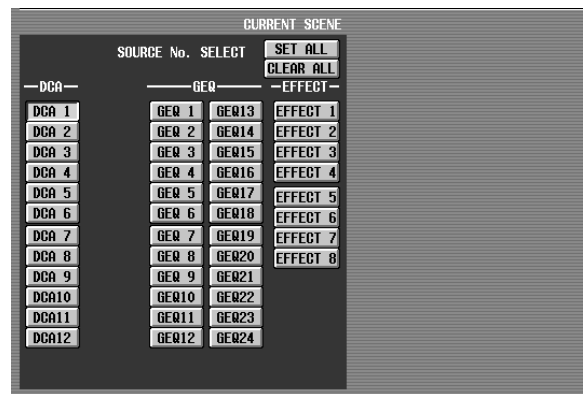 CURRENT SCENE
SOURCE No. SELECT SET ALL
CLEAR ALL
DCA GEQ EFFECT
DCA 1 GEQ 1 GEQ13 EFFECT 1
DCA 2 GEQ 2 GEQ14 EFFECT 2
DCA 3 GEQ 3 GEQ15 EFFECT 3
DCA 4 GEQ 4 GEQ16 EFFECT 4
DCA 5 GEQ 5 GEQ17 EFFECT 5
DCA 6 GEQ 6 GEQ18 EFFECT 6
DCA 7 GEQ 7 GEQ19 EFFECT 7
DCA 8 GEQ 8 GEQ20 EFFECT 8
DCA 9 GEQ 9 GEQ21
DCA10 GEQ10 GEQ22
DCA11 GEQ11 GEQ23
DCA12 GEQ12 GEQ24